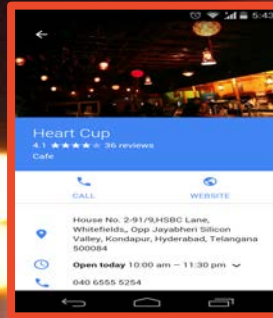 5:43
Heart Cup
4.1 ★★★★★ 36 reviews
Cafe
CALL
WEBSITE
House No. 2-91/9,HSBC Lane,
Whitefields,, Opp Jayabheri Silicon
Valley, Kondapur, Hyderabad, Telangana
500084
Open today 10:00 am – 11:30 pm
040 6555 5254